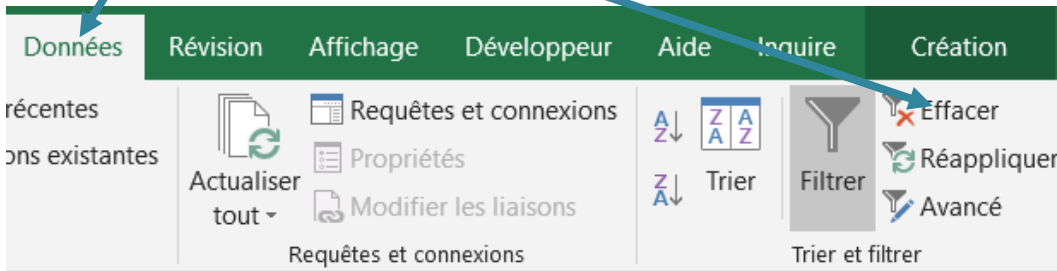 Données Révision Affichage Développeur Aide Inquire Création
récentes
ons existantes
Actualiser
tout
Requêtes et connexions
Propriétés
Modifier les liaisons
Requêtes et connexions
A
Z
Z
A
Z A
A Z
Trier
Filtrer
Effacer
Réappliquer
Avancé
Trier et filtrer